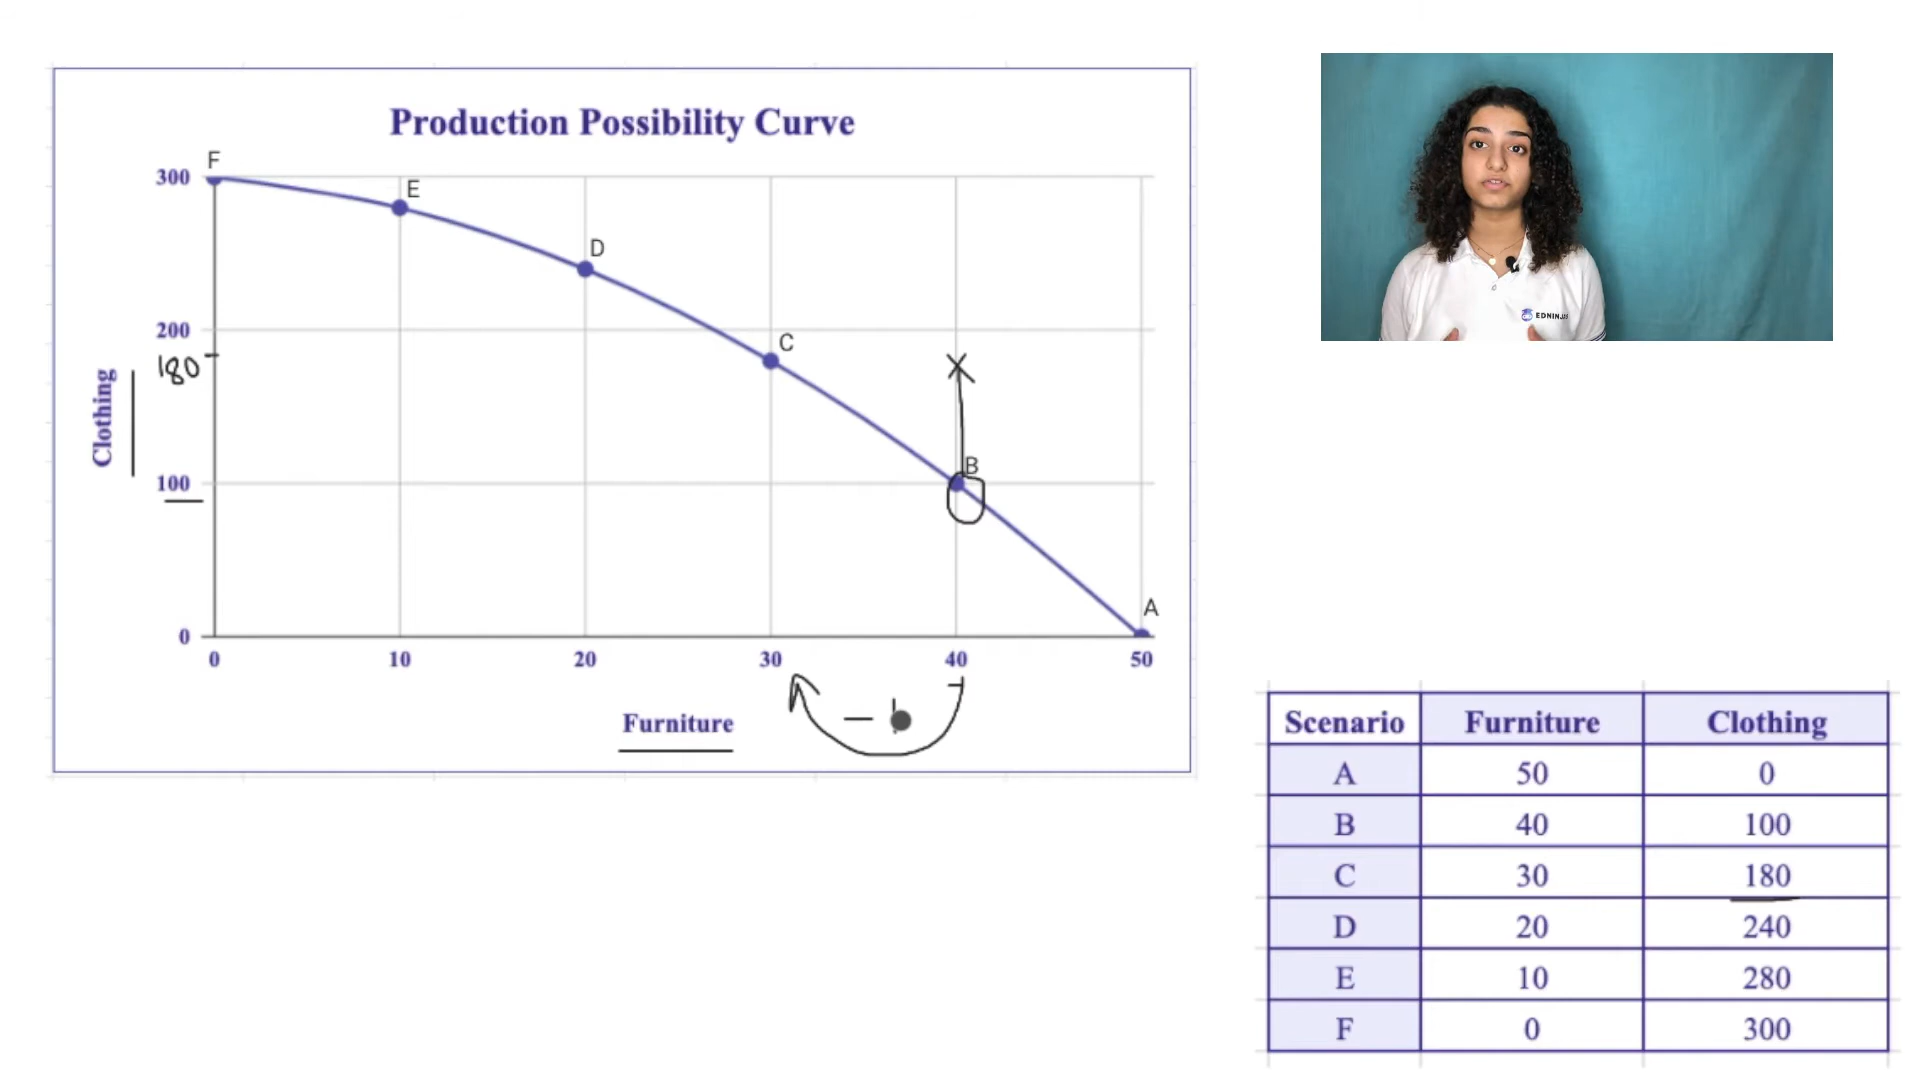 Production Possibility Curve
F
300
E
D
200
C
180
Clothing
B
100
A
0
0 10 20 30 40 50
Furniture
EDNINJAS
Scenario Furniture Clothing
A 50 0
B 40 100
C 30 180
D 20 240
E 10 280
F 0 300